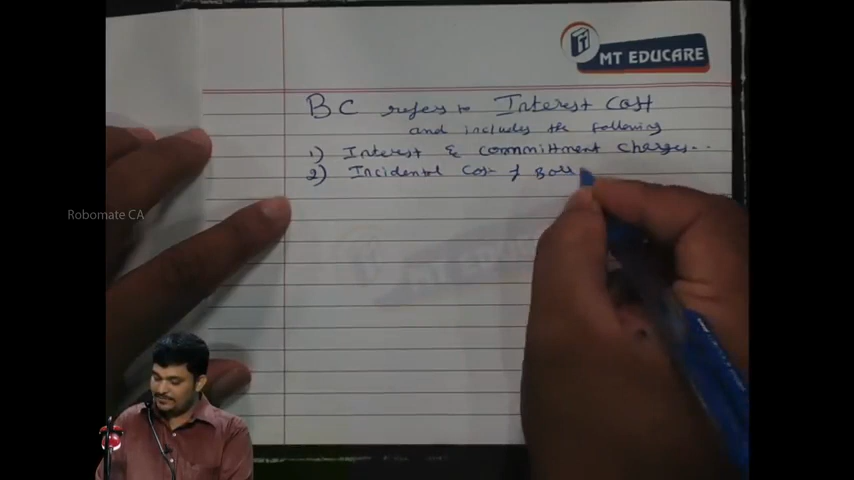 MT EDUCARE
BC refers to Interest Cost
and includes the following
1) Interest & commitment charges..
2) Incidental Cost of Borr
Robomate CA